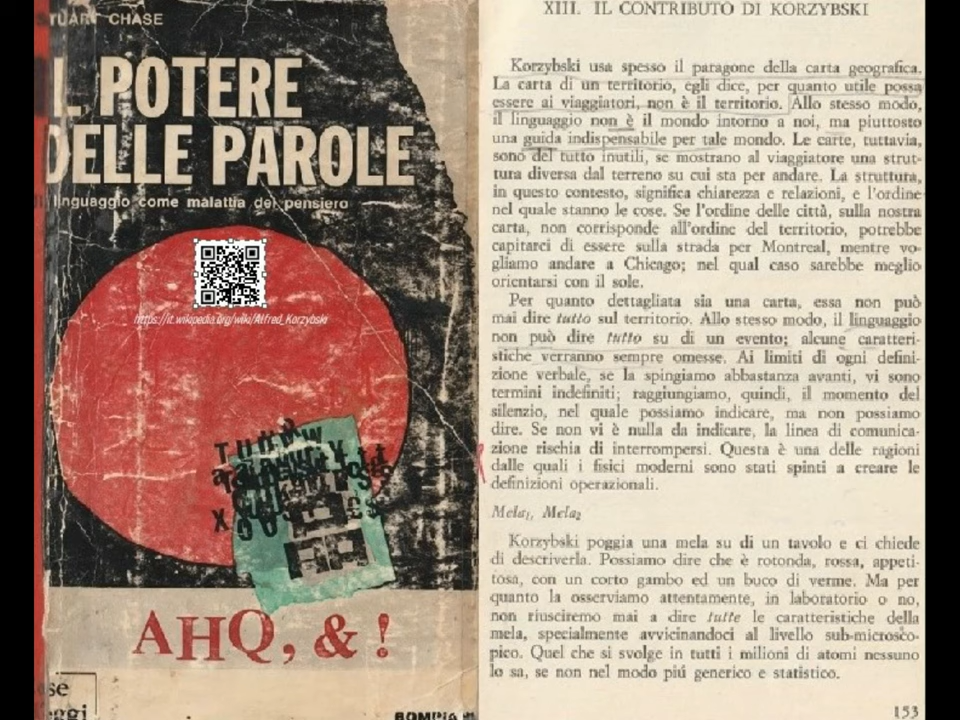 TUART CHASE
IL POTERE
DELLE PAROLE
Il linguaggio come malattia del pensiero
https://it.wikipedia.org/wiki/Alfred_Korzybski
AHQ, & !
BOMPIA
XIII. IL CONTRIBUTO DI KORZYBSKI
Korzybski usa spesso il paragone della carta geografica.
La carta di un territorio, egli dice, per quanto utile possa
essere ai viaggiatori, non è il territorio. Allo stesso modo,
il linguaggio non è il mondo intorno a noi, ma piuttosto
una guida indispensabile per tale mondo. Le carte, tuttavia,
sono del tutto inutili, se mostrano al viaggiatore una strut-
tura diversa dal terreno su cui sta per andare. La struttura,
in questo contesto, significa chiarezza e relazioni, e l'ordine
nel quale stanno le cose. Se l'ordine delle città, sulla nostra
carta, non corrisponde all'ordine del territorio, potrebbe
capitarci di essere sulla strada per Montreal, mentre vo-
gliamo andare a Chicago; nel qual caso sarebbe meglio
orientarsi con il sole.
Per quanto dettagliata sia una carta, essa non può
mai dire tutto sul territorio. Allo stesso modo, il linguaggio
non può dire tutto su di un evento; alcune caratteri-
stiche verranno sempre omesse. Ai limiti di ogni defini-
zione verbale, se la spingiamo abbastanza avanti, vi sono
termini indefiniti; raggiungiamo, quindi, il momento del
silenzio, nel quale possiamo indicare, ma non possiamo
dire. Se non vi è nulla da indicare, la linea di comunica-
zione rischia di interrompersi. Questa è una delle ragioni
dalle quali i fisici moderni sono stati spinti a creare le
definizioni operazionali.
Mela₁, Mela₂
Korzybski poggia una mela su di un tavolo e ci chiede
di descriverla. Possiamo dire che è rotonda, rossa, appeti-
tosa, con un corto gambo ed un buco di verme. Ma per
quanto la osserviamo attentamente, in laboratorio o no,
non riusciremo mai a dire tutte le caratteristiche della
mela, specialmente avvicinandoci al livello sub-microsco-
pico. Quel che si svolge in tutti i milioni di atomi nessuno
lo sa, se non nel modo piú generico e statistico.
153